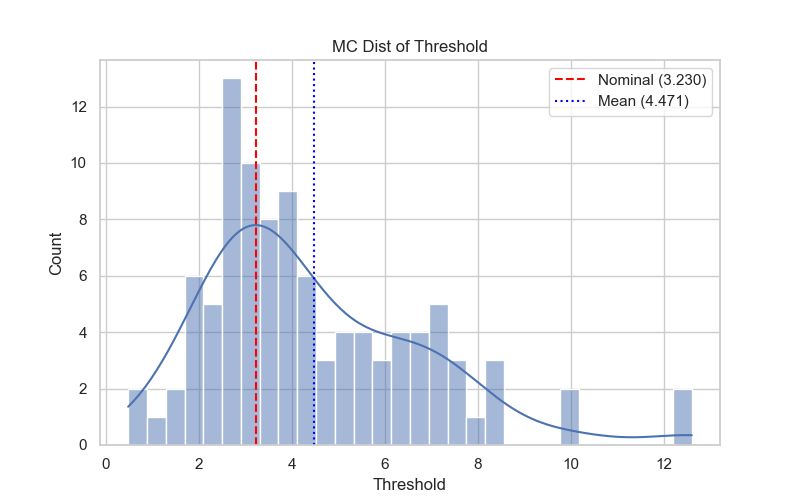 MC Dist of Threshold
Nominal (3.230)
Mean (4.471)
12
10
8
6
4
2
0
Count
0 2 4 6 8 10 12
Threshold